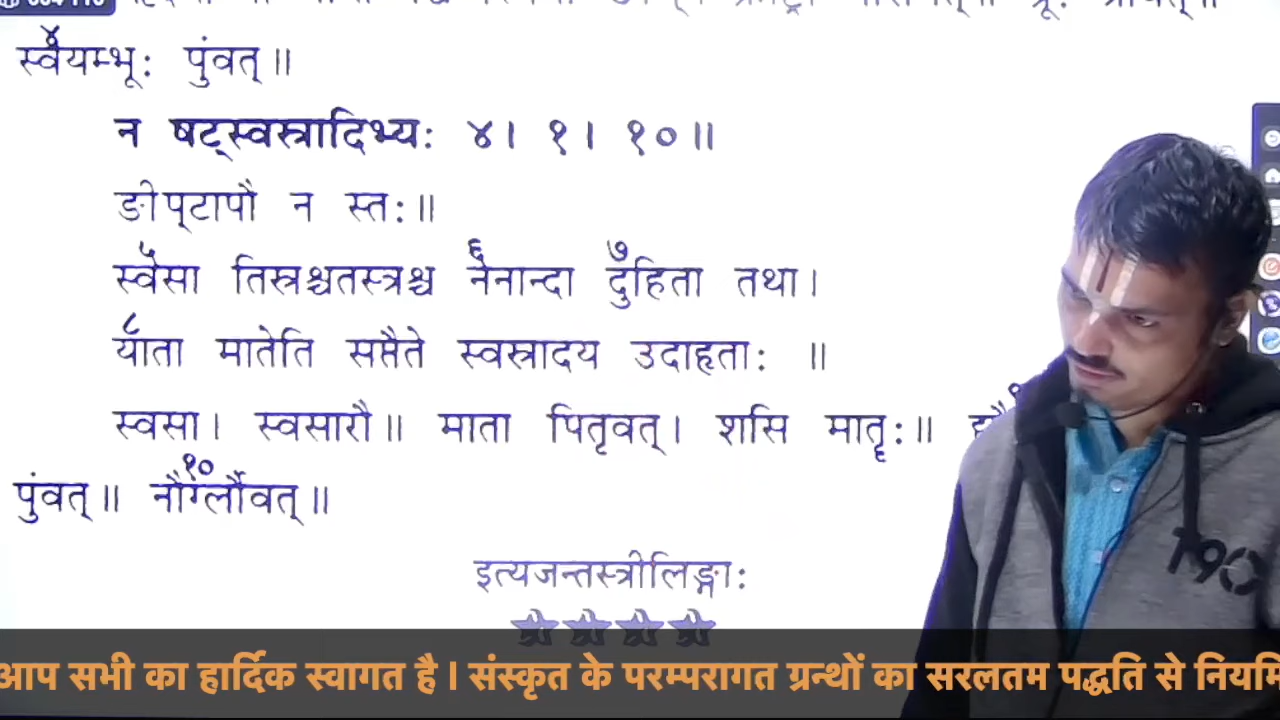 स्वयम्भूः पुंवत्॥
न षट्स्वस्रादिभ्यः ४। १। १०॥
ङीप्टापौ न स्तः॥
स्वसा तिस्रश्चतस्त्रश्च ननान्दा दुहिता तथा।
याता मातेति सप्तैते स्वस्रादय उदाहृताः ॥
स्वसा। स्वसारौ॥ माता पितृवत्। शसि मातॄः॥
पुंवत्॥ नौर्ग्लौवत्॥
इत्यजन्तस्त्रीलिङ्गाः
आप सभी का हार्दिक स्वागत है। संस्कृत के परम्परागत ग्रन्थों का सरलतम पद्धति से
190